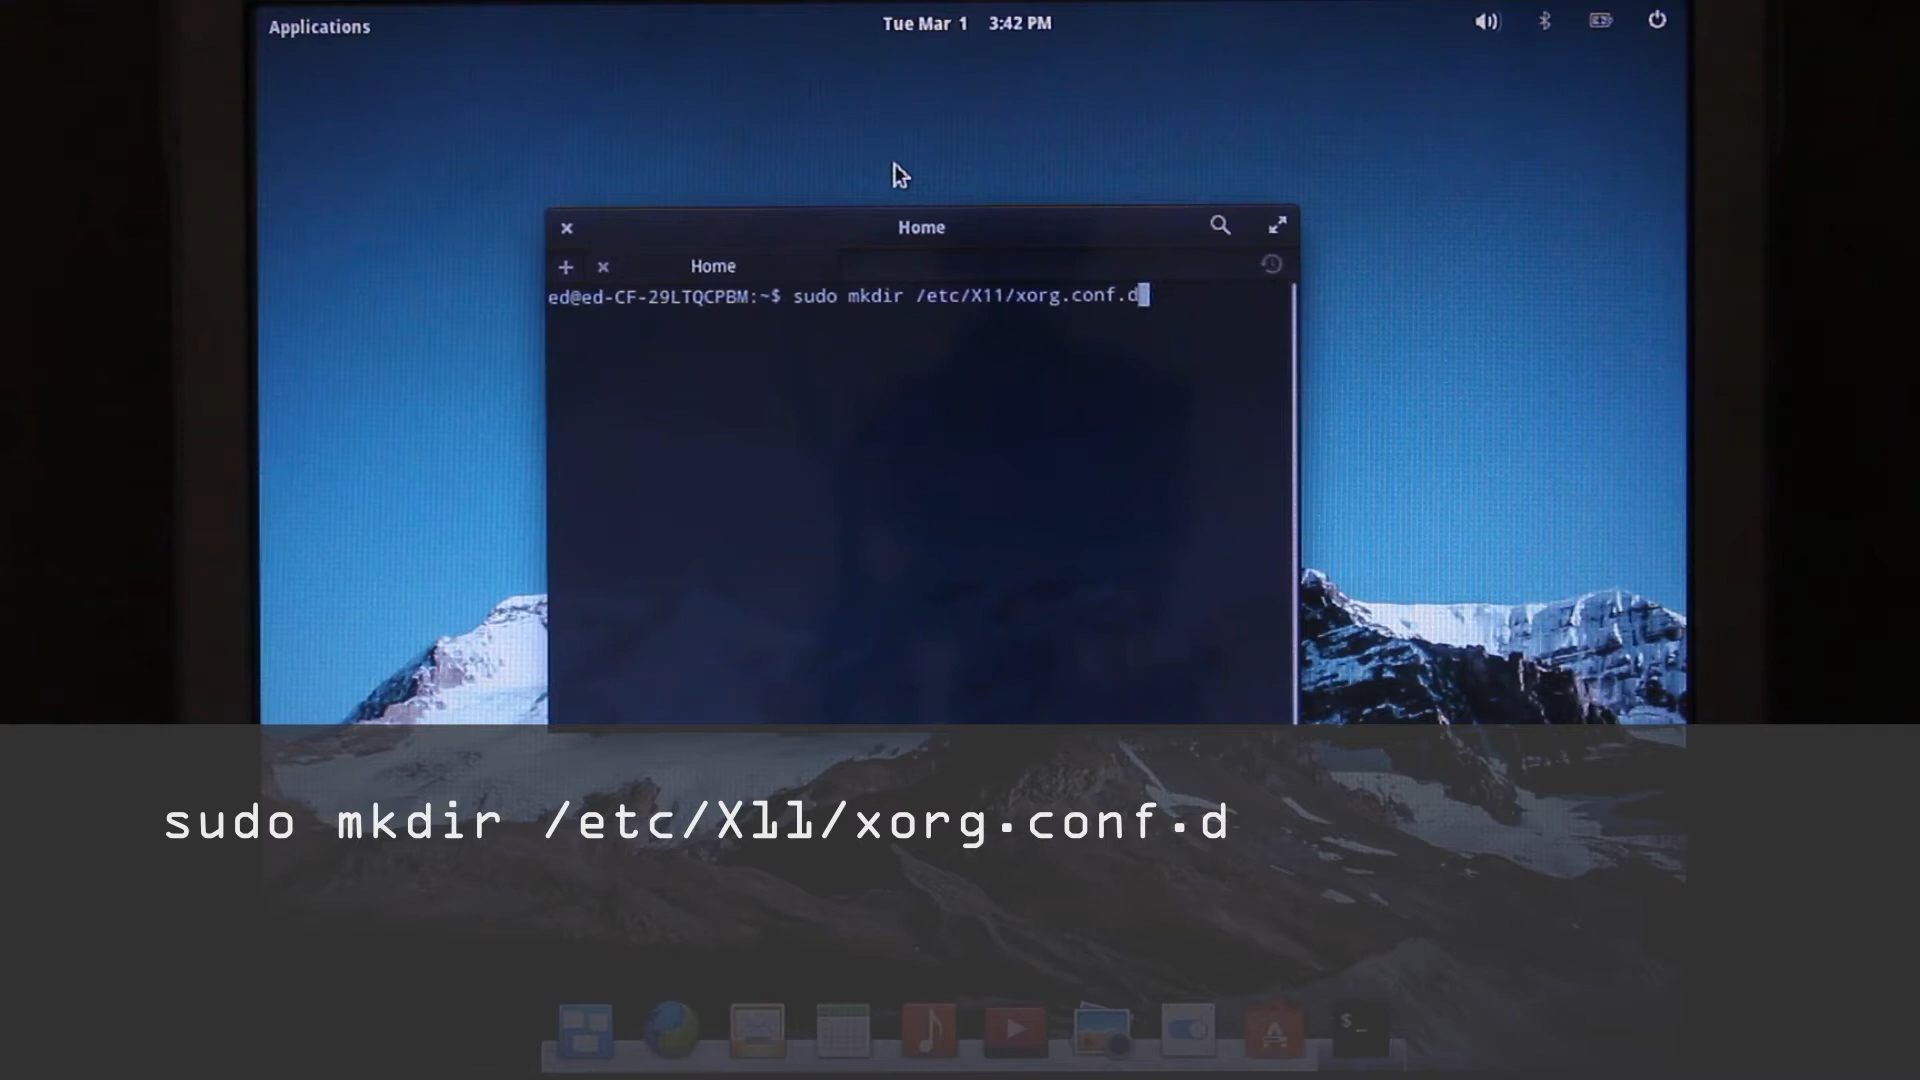 Applications
Tue Mar 1 3:42 PM
Home
Home
ed@ed-CF-29LTQCPBM:~$ sudo mkdir /etc/X11/xorg.conf.d
sudo mkdir /etc/X11/xorg.conf.d
$_